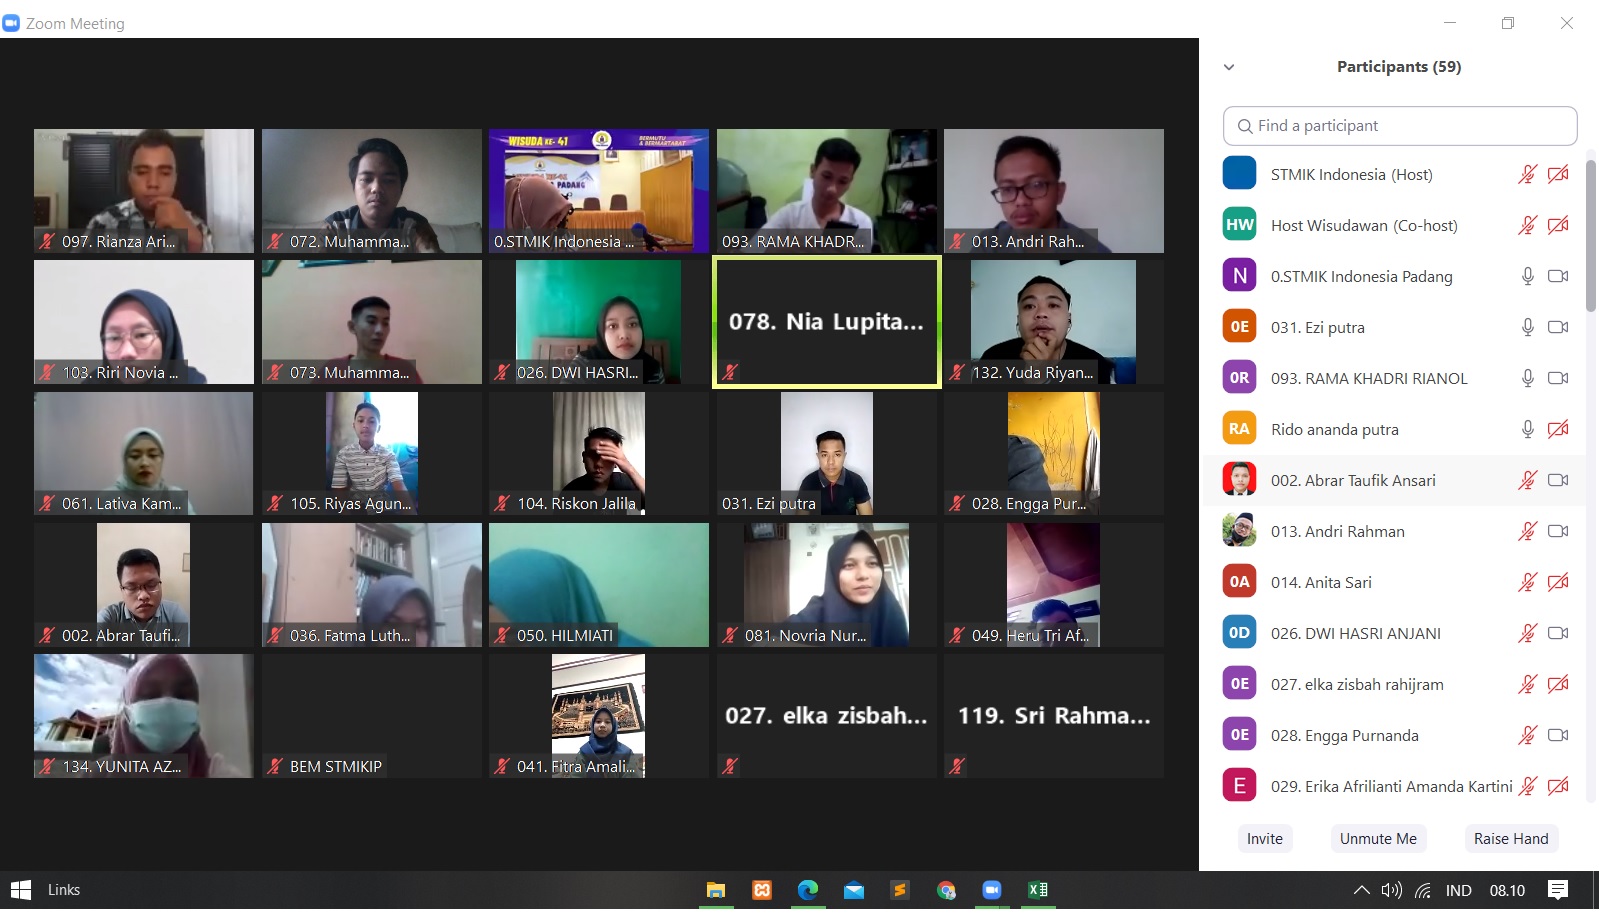 Zoom Meeting
097. Rianza Ari...
072. Muhamma...
WISUDA KE- 41
BERMUTU
& BERMARTABAT
PADANG
0.STMIK Indonesia ...
093. RAMA KHADR...
013. Andri Rah...
103. Riri Novia ...
073. Muhamma...
026. DWI HASRI...
078. Nia Lupita...
132. Yuda Riyan...
061. Lativa Kam...
105. Riyas Agun...
104. Riskon Jalila
031. Ezi putra
028. Engga Pur...
002. Abrar Taufi...
036. Fatma Luth...
050. HILMIATI
081. Novria Nur...
049. Heru Tri Af...
134. YUNITA AZ...
BEM STMIKIP
041. Fitra Amali...
027. elka zisbah...
119. Sri Rahma...
Participants (59)
Find a participant
STMIK Indonesia (Host)
HW Host Wisudawan (Co-host)
N 0.STMIK Indonesia Padang
0E 031. Ezi putra
0R 093. RAMA KHADRI RIANOL
RA Rido ananda putra
002. Abrar Taufik Ansari
013. Andri Rahman
0A 014. Anita Sari
0D 026. DWI HASRI ANJANI
0E 027. elka zisbah rahijram
0E 028. Engga Purnanda
E 029. Erika Afrilianti Amanda Kartini
Invite Unmute Me Raise Hand
Links
IND 08.10